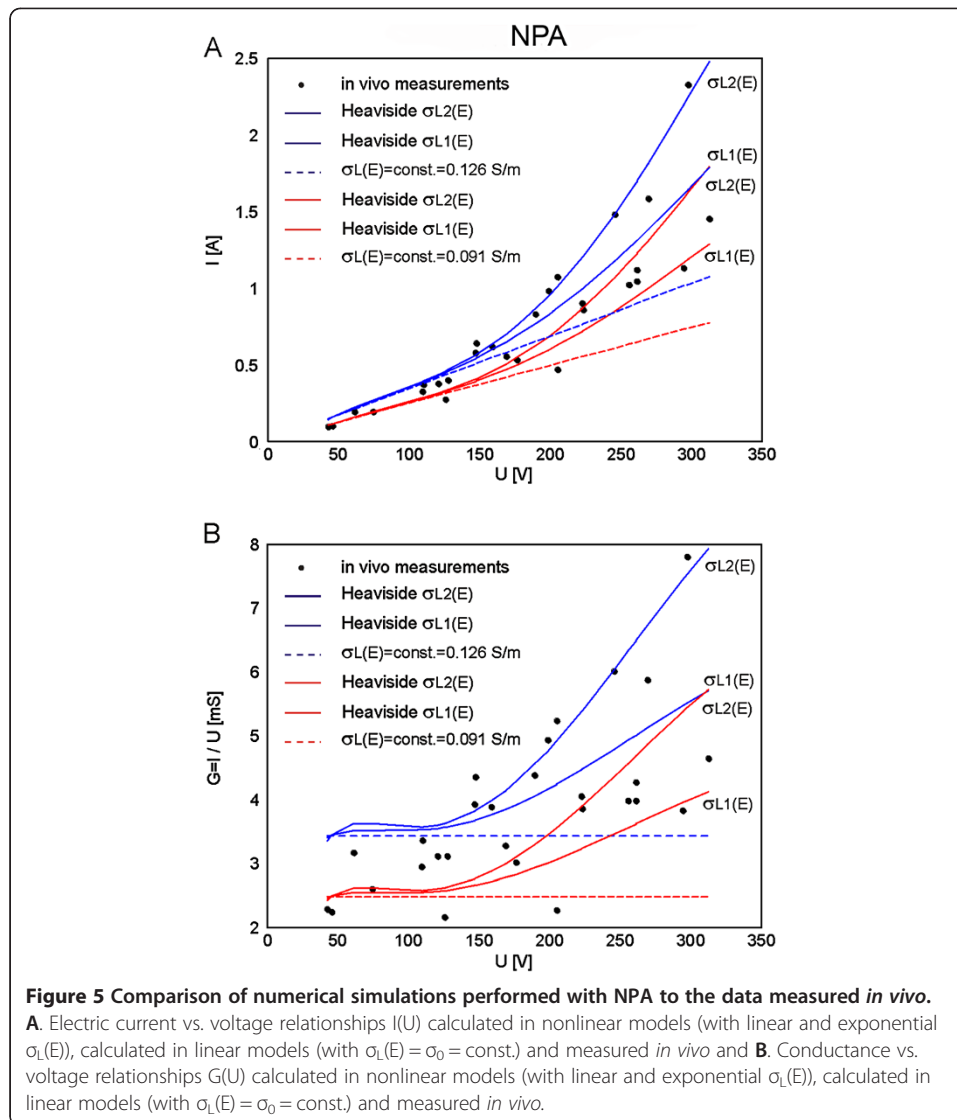 NPA
A
2.5
2
1.5
1
0.5
0
I [A]
in vivo measurements
Heaviside σL2(E)
Heaviside σL1(E)
σL(E)=const.=0.126 S/m
Heaviside σL2(E)
Heaviside σL1(E)
σL(E)=const.=0.091 S/m
σL2(E)
σL1(E)
σL2(E)
σL1(E)
0 50 100 150 200 250 300 350
U [V]
B
8
7
6
5
4
3
2
G=I / U [mS]
in vivo measurements
Heaviside σL2(E)
Heaviside σL1(E)
σL(E)=const.=0.126 S/m
Heaviside σL2(E)
Heaviside σL1(E)
σL(E)=const.=0.091 S/m
σL2(E)
σL1(E)
σL2(E)
σL1(E)
0 50 100 150 200 250 300 350
U [V]
Figure 5 Comparison of numerical simulations performed with NPA to the data measured in vivo.
A. Electric current vs. voltage relationships I(U) calculated in nonlinear models (with linear and exponential
σL(E)), calculated in linear models (with σL(E) = σ0 = const.) and measured in vivo and B. Conductance vs.
voltage relationships G(U) calculated in nonlinear models (with linear and exponential σL(E)), calculated in
linear models (with σL(E) = σ0 = const.) and measured in vivo.